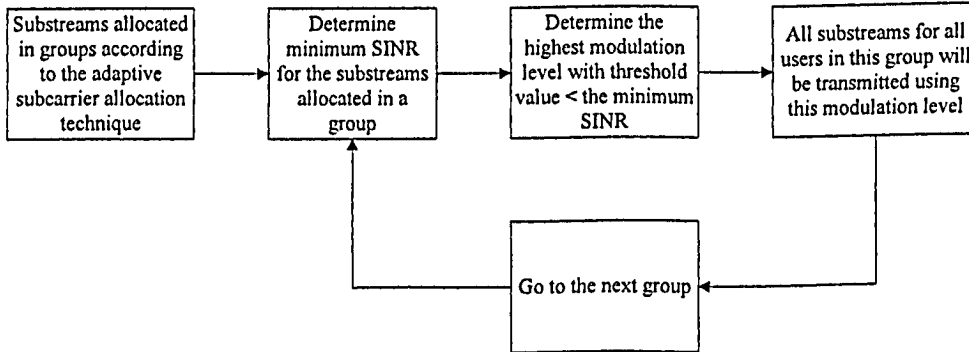 Substreams allocated
in groups according
to the adaptive
subcarrier allocation
technique
Determine
minimum SINR
for the substreams
allocated in a
group
Determine the
highest modulation
level with threshold
value < the minimum
SINR
All substreams for all
users in this group will
be transmitted using
this modulation level
Go to the next group